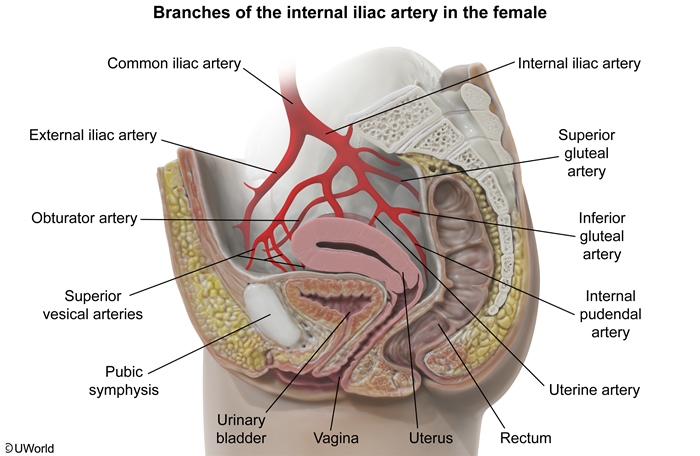 Branches of the internal iliac artery in the female
Common iliac artery
Internal iliac artery
External iliac artery
Superior
gluteal
artery
Obturator artery
Inferior
gluteal
artery
Superior
vesical arteries
Internal
pudendal
artery
Pubic
symphysis
Uterine artery
Urinary
bladder
Vagina
Uterus
Rectum
©UWorld